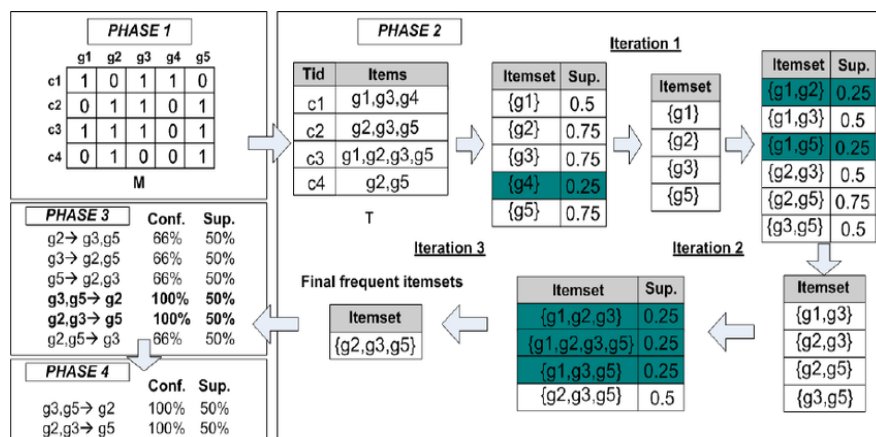 PHASE 1
g1 g2 g3 g4 g5
c1 1 0 1 1 0
c2 0 1 1 0 1
c3 1 1 1 0 1
c4 0 1 0 0 1
M
PHASE 2
Iteration 1
Tid Items
c1 g1,g3,g4
c2 g2,g3,g5
c3 g1,g2,g3,g5
c4 g2,g5
T
Itemset Sup.
{g1} 0.5
{g2} 0.75
{g3} 0.75
{g4} 0.25
{g5} 0.75
Itemset
{g1}
{g2}
{g3}
{g5}
Itemset Sup.
{g1,g2} 0.25
{g1,g3} 0.5
{g1,g5} 0.25
{g2,g3} 0.5
{g2,g5} 0.75
{g3,g5} 0.5
Iteration 2
Itemset
{g1,g3}
{g2,g3}
{g2,g5}
{g3,g5}
Itemset Sup.
{g1,g2,g3} 0.25
{g1,g2,g3,g5} 0.25
{g1,g3,g5} 0.25
{g2,g3,g5} 0.5
Iteration 3
Final frequent itemsets
Itemset
{g2,g3,g5}
PHASE 3
Conf. Sup.
g2→ g3,g5 66% 50%
g3→ g2,g5 66% 50%
g5→ g2,g3 66% 50%
g3,g5→ g2 100% 50%
g2,g3→ g5 100% 50%
g2,g5→ g3 66% 50%
PHASE 4
Conf. Sup.
g3,g5→ g2 100% 50%
g2,g3→ g5 100% 50%